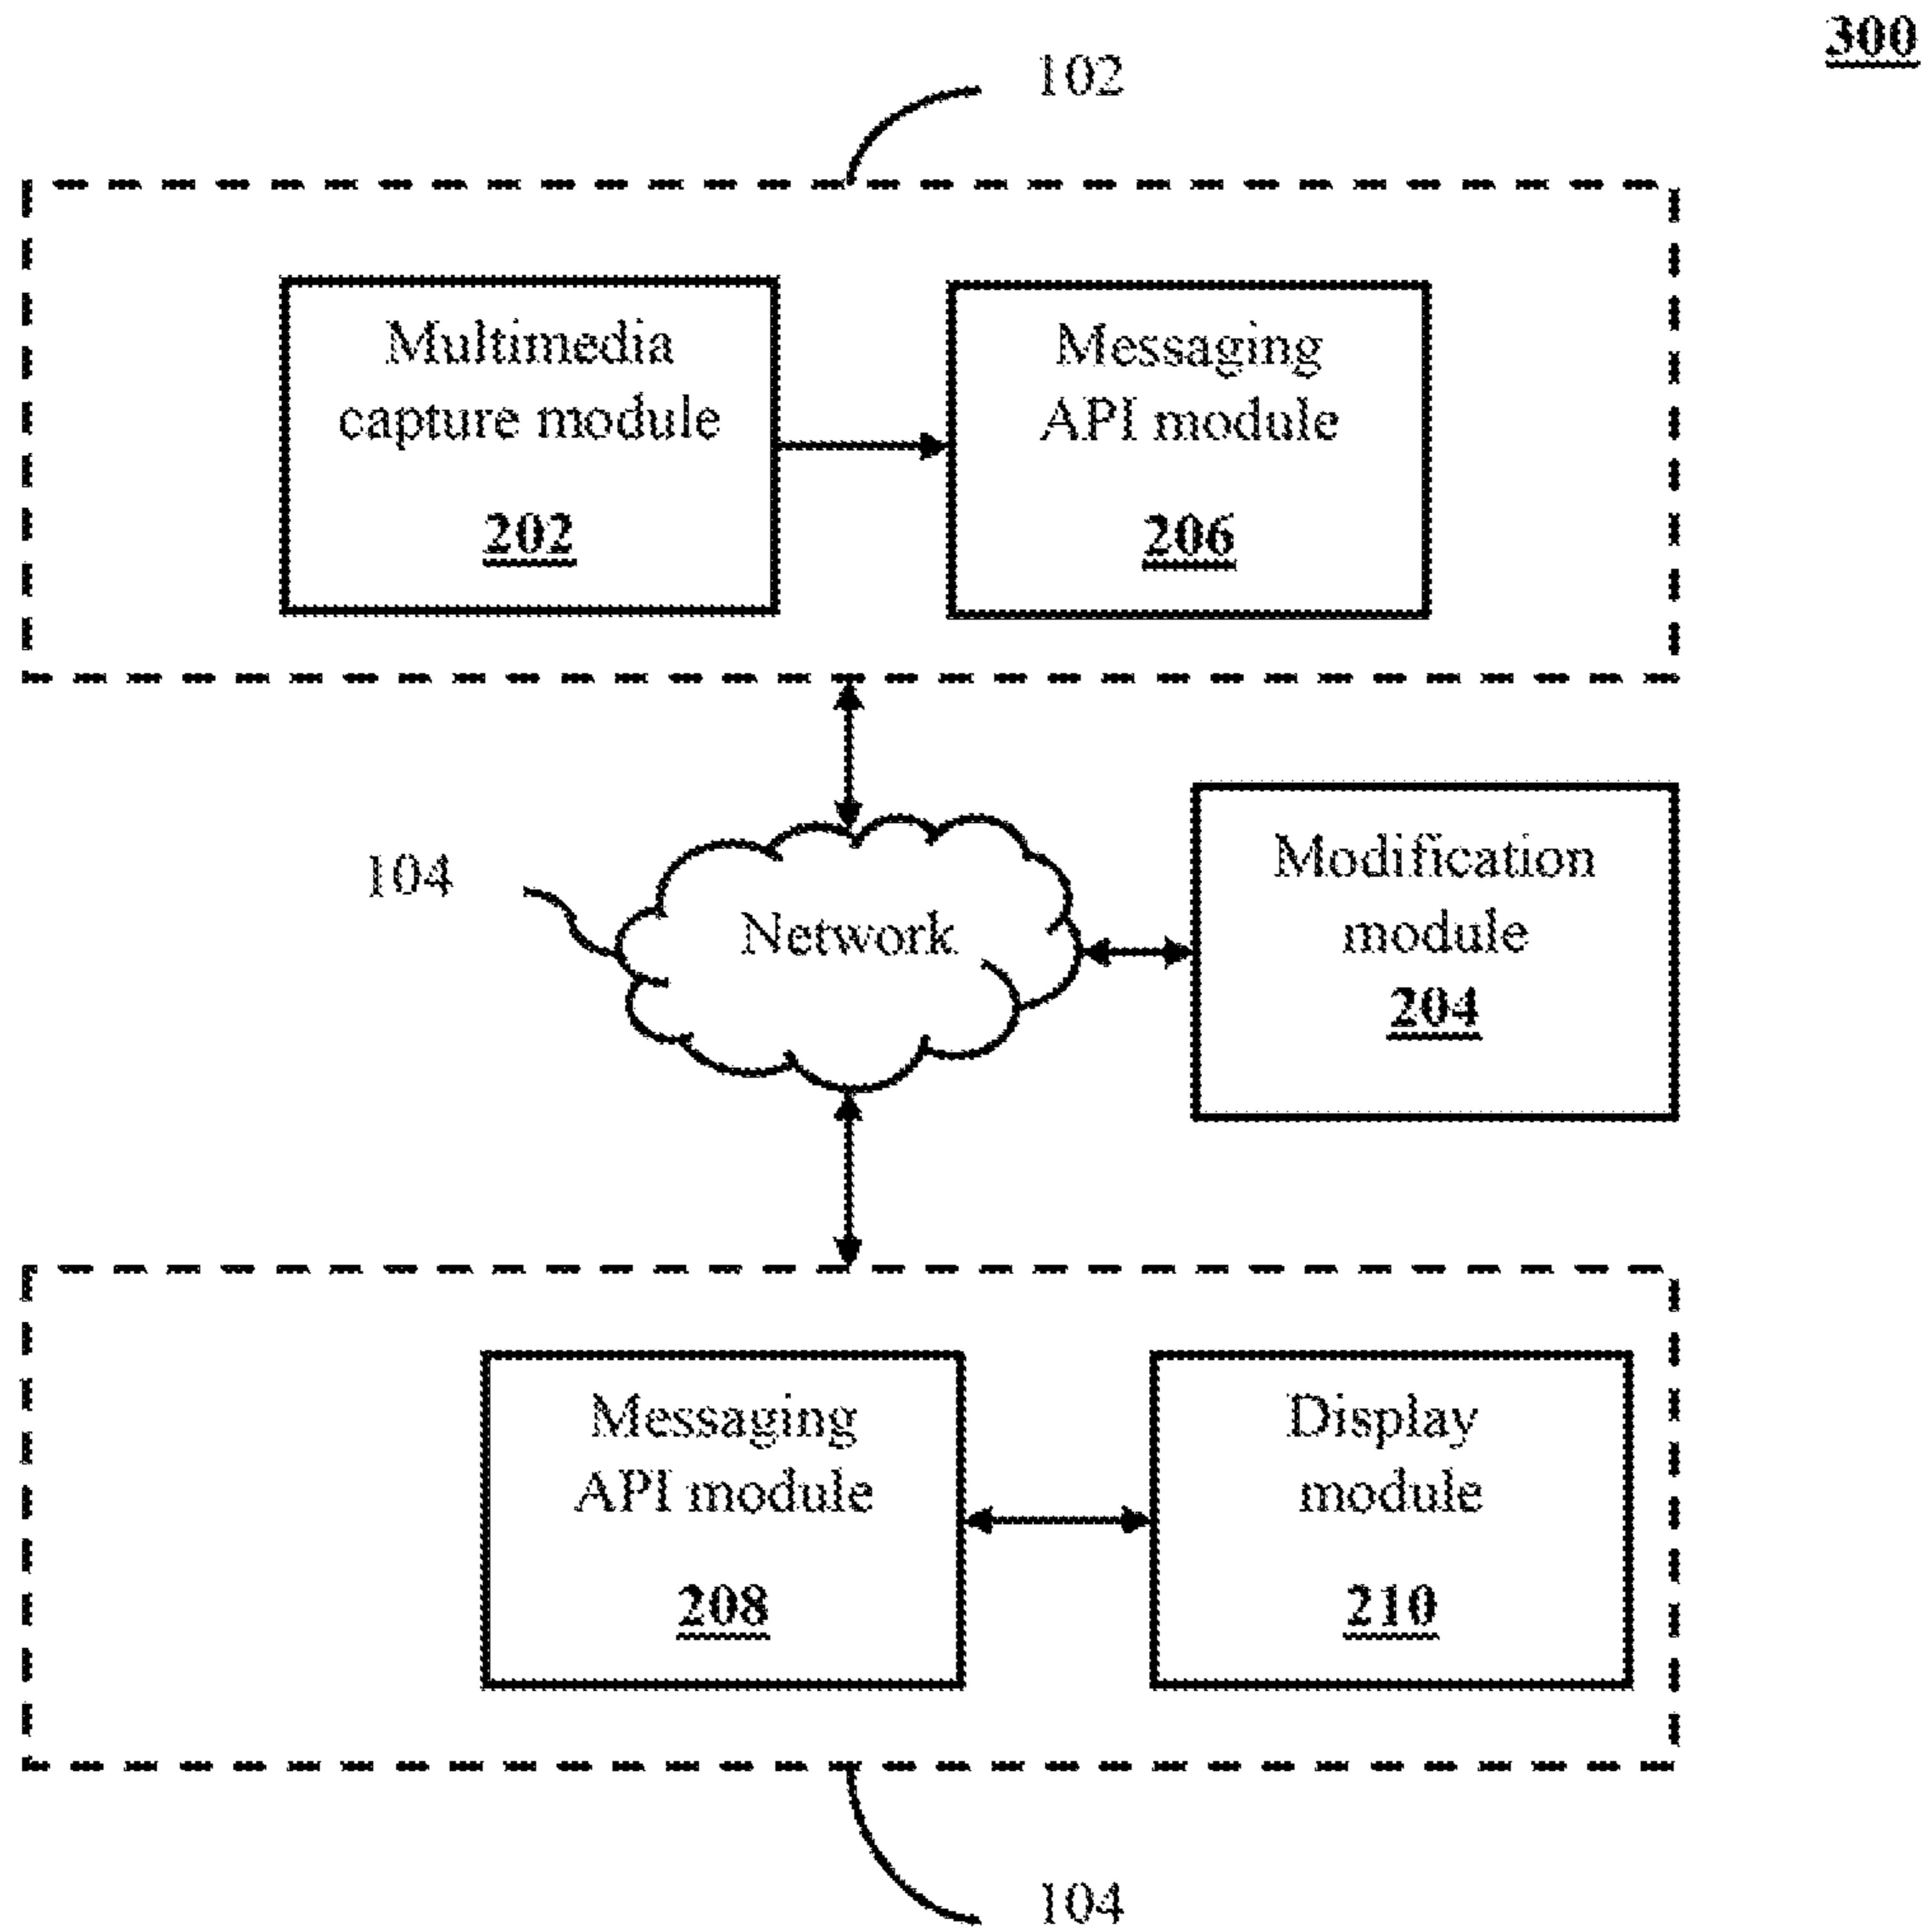 300
102
Multimedia
capture module
202
Messaging
API module
206
104
Network
Modification
module
204
Messaging
API module
208
Display
module
210
104